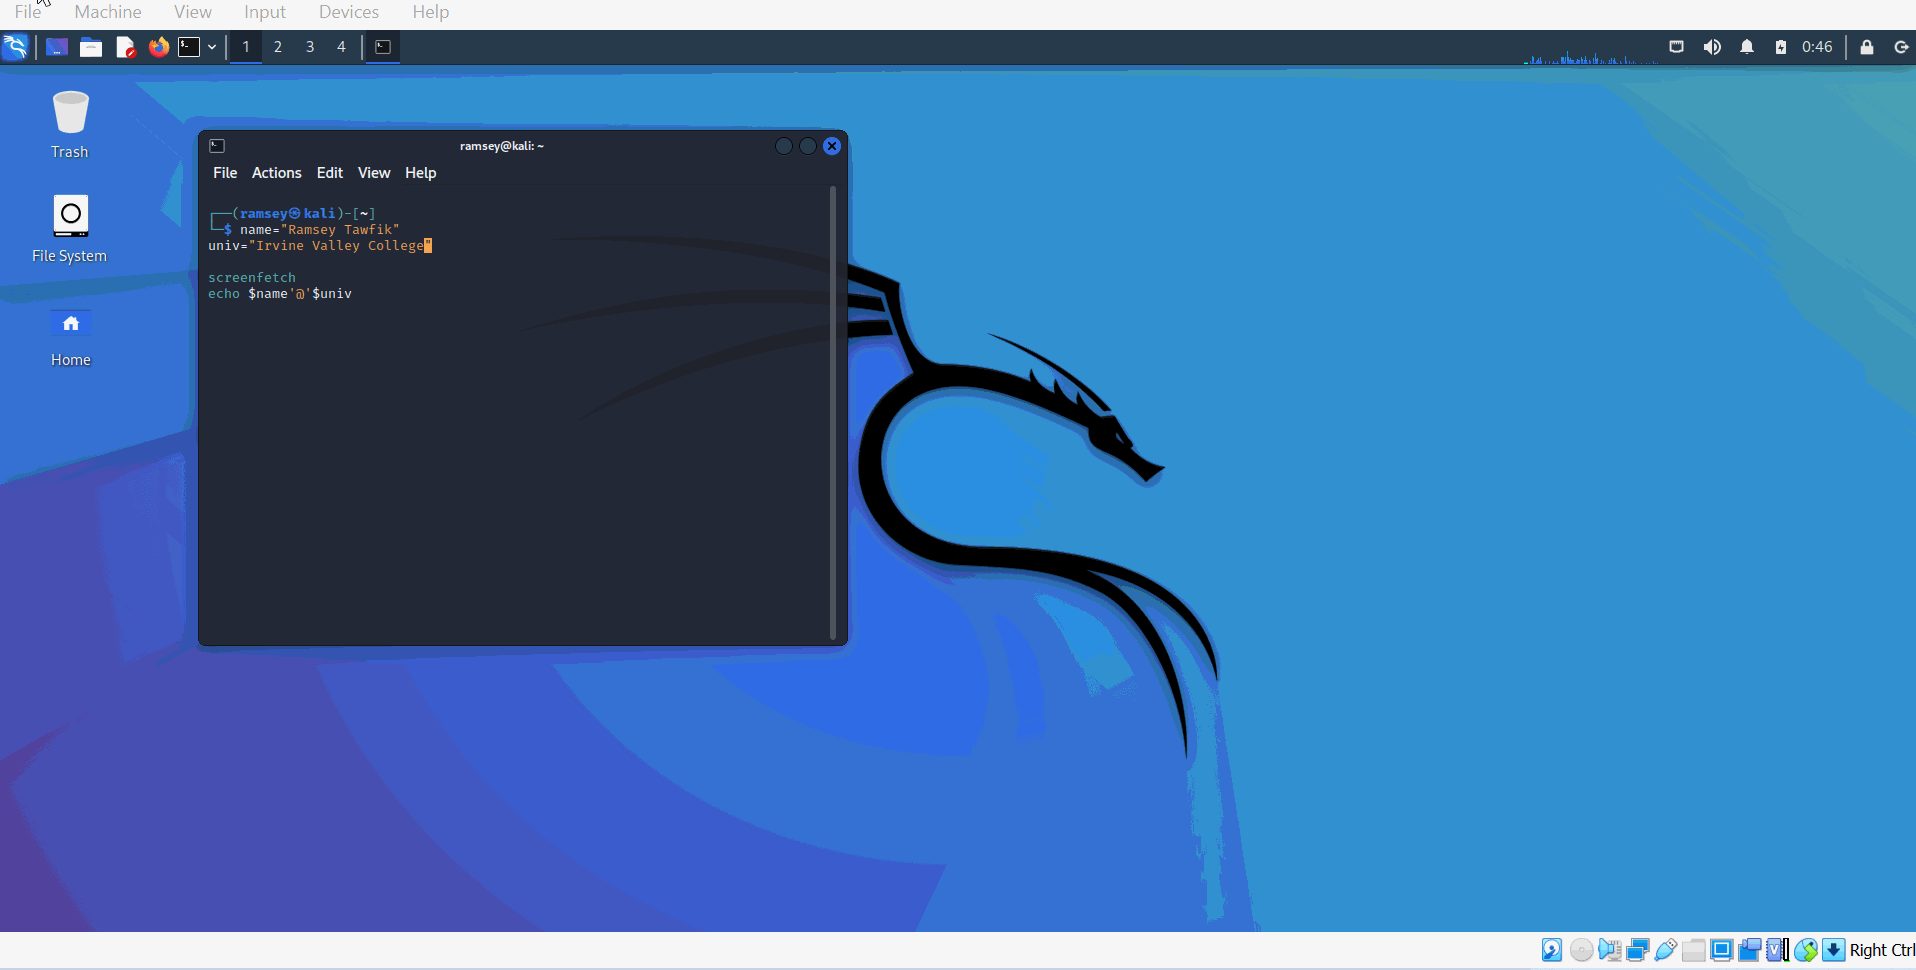 File Machine View Input Devices Help
1 2 3 4 0:46
Trash
File System
Home
ramsey@kali: ~
File Actions Edit View Help
┌──(ramsey㉿kali)-[~]
└─$ name="Ramsey Tawfik"
univ="Irvine Valley College"
screenfetch
echo $name'@'$univ
Right Ctrl